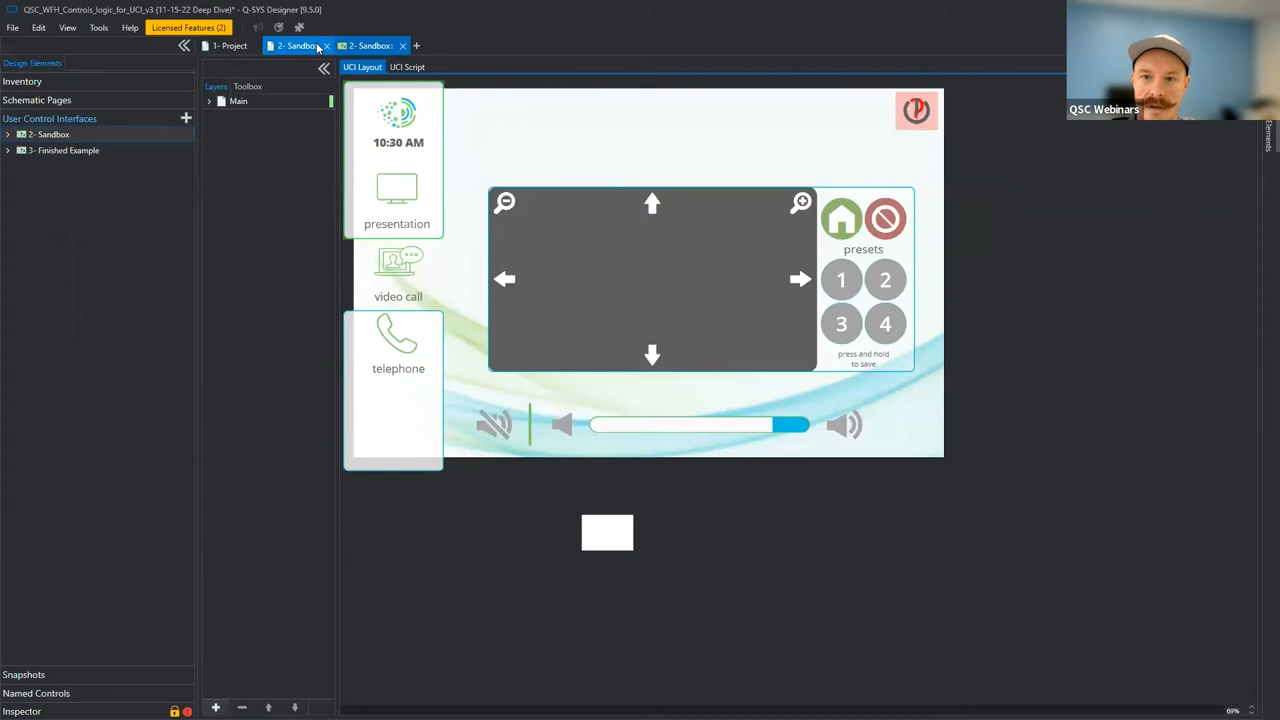 QSC_WFH_Controls_logic_for_UCI_v3 (11-15-22 Deep Dive)* - Q-SYS Designer [9.5.0]
File Edit View Tools Help Licensed Features (2)
1- Project 2- Sandbox 2- Sandbox:
Design Elements
UCI Layout UCI Script
Inventory
Layers Toolbox
Schematic Pages
Main
User Control Interfaces
2- Sandbox
3- Finished Example
QSC Webinars
Elements
10:30 AM
presentation
video call
telephone
presets
1 2
3 4
press and hold
to save
Snapshots
Named Controls
Inspector
69%